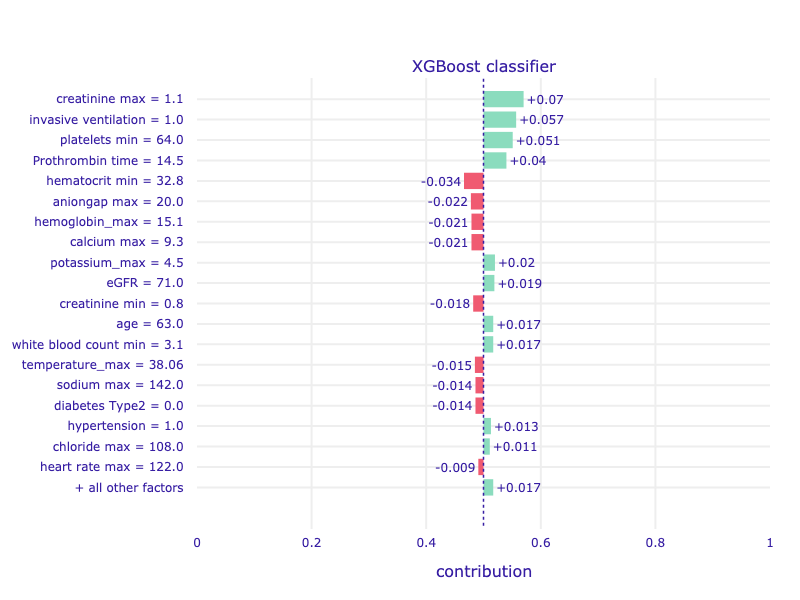 XGBoost classifier
creatinine max = 1.1 +0.07
invasive ventilation = 1.0 +0.057
platelets min = 64.0 +0.051
Prothrombin time = 14.5 +0.04
hematocrit min = 32.8 -0.034
aniongap max = 20.0 -0.022
hemoglobin_max = 15.1 -0.021
calcium max = 9.3 -0.021
potassium_max = 4.5 +0.02
eGFR = 71.0 +0.019
creatinine min = 0.8 -0.018
age = 63.0 +0.017
white blood count min = 3.1 +0.017
temperature_max = 38.06 -0.015
sodium max = 142.0 -0.014
diabetes Type2 = 0.0 -0.014
hypertension = 1.0 +0.013
chloride max = 108.0 +0.011
heart rate max = 122.0 -0.009
+ all other factors +0.017
0 0.2 0.4 0.6 0.8 1
contribution